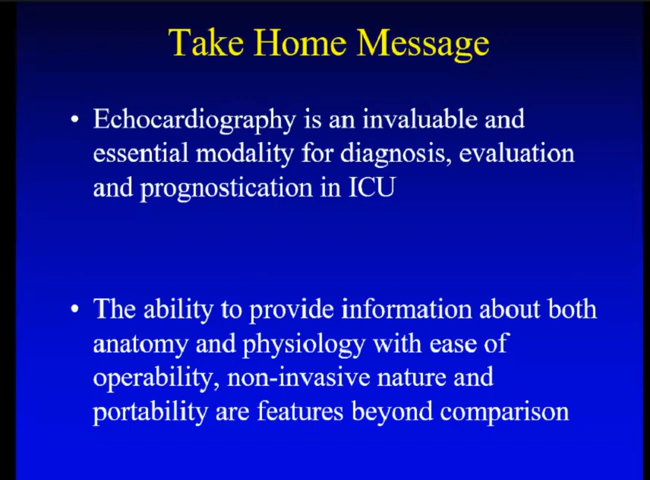 Take Home Message
• Echocardiography is an invaluable and
essential modality for diagnosis, evaluation
and prognostication in ICU
• The ability to provide information about both
anatomy and physiology with ease of
operability, non-invasive nature and
portability are features beyond comparison